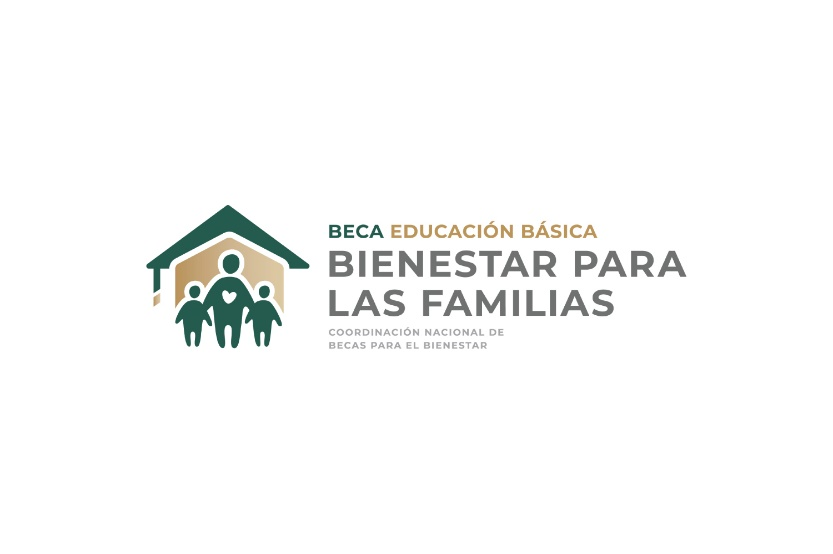 BECA EDUCACIÓN BÁSICA
BIENESTAR PARA
LAS FAMILIAS
COORDINACIÓN NACIONAL DE
BECAS PARA EL BIENESTAR